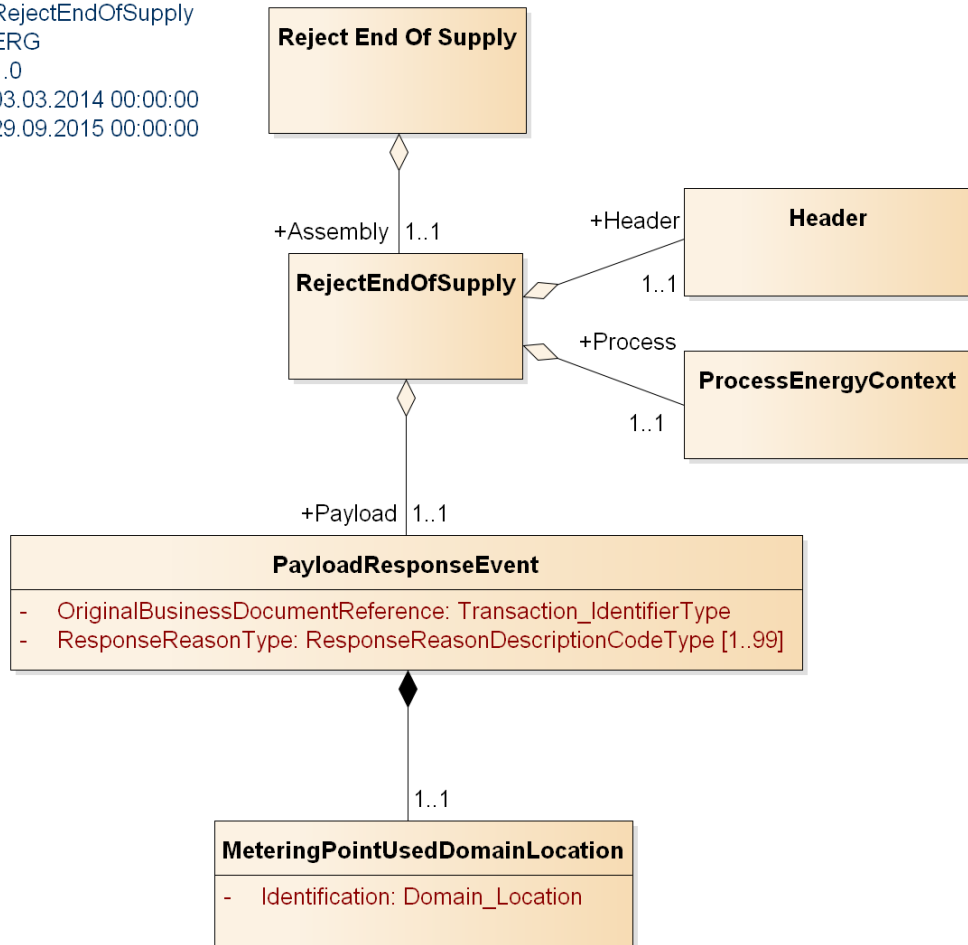 RejectEndOfSupply
ERG
.0
03.03.2014 00:00:00
29.09.2015 00:00:00
Reject End Of Supply
+Assembly 1..1
RejectEndOfSupply
+Header
1..1
Header
+Process
1..1
ProcessEnergyContext
+Payload 1..1
PayloadResponseEvent
- OriginalBusinessDocumentReference: Transaction_IdentifierType
- ResponseReasonType: ResponseReasonDescriptionCodeType [1..99]
1..1
MeteringPointUsedDomainLocation
- Identification: Domain_Location